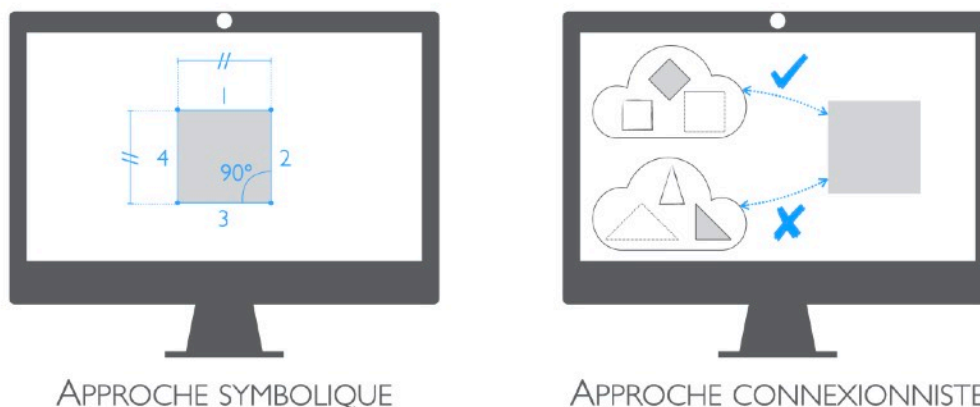 1
4
2
90°
3
APPROCHE SYMBOLIQUE
APPROCHE CONNEXIONNISTE